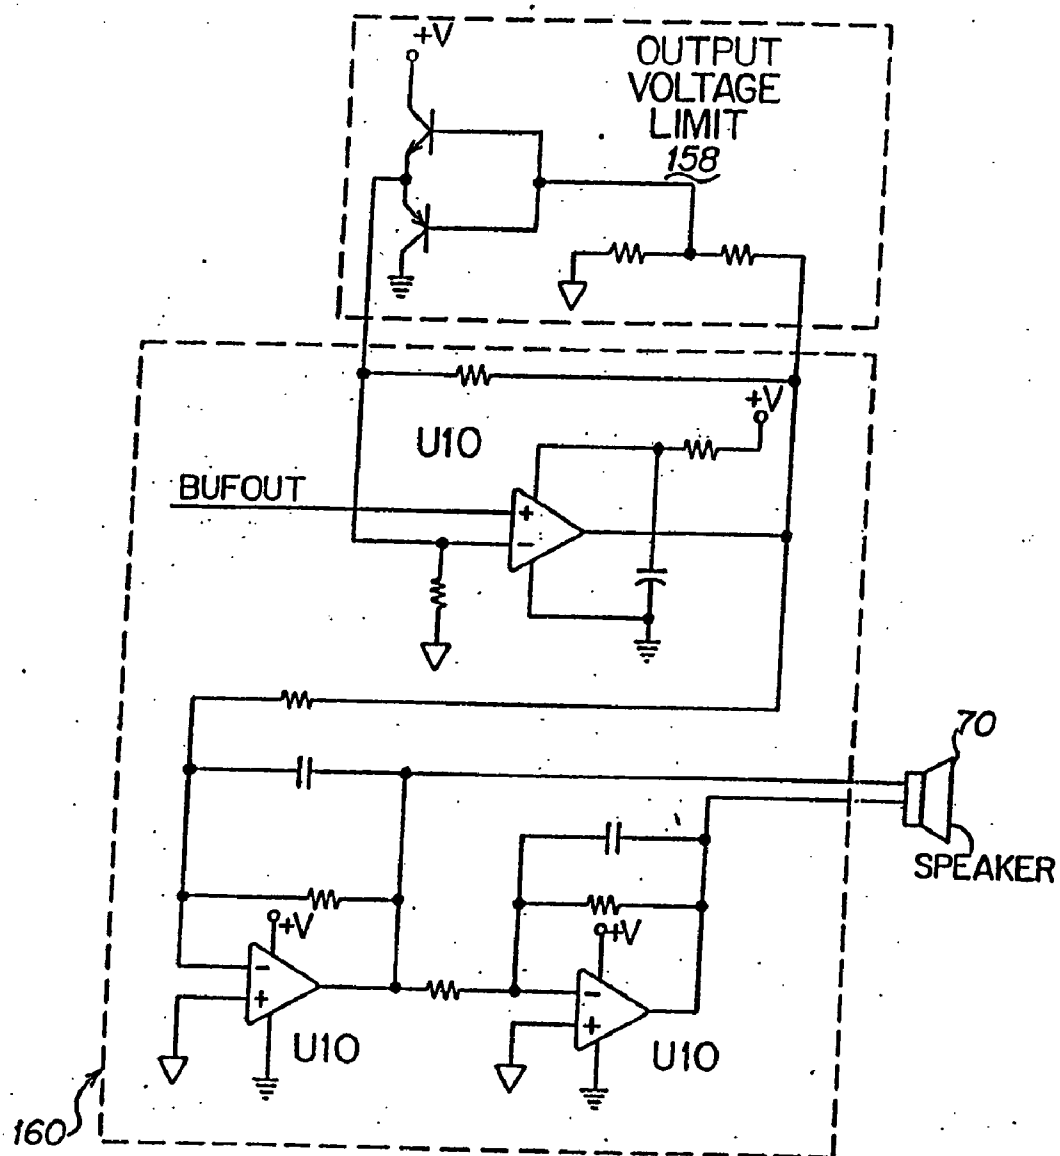 +V
OUTPUT
VOLTAGE
LIMIT
158
+V
U10
BUFOUT
+
-
70
SPEAKER
+V
+V
-
+
-
+
U10
U10
160